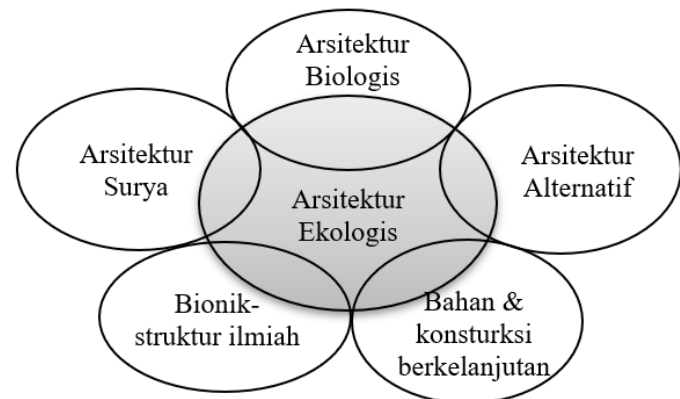 Arsitektur
Biologis
Arsitektur
Surya
Arsitektur
Alternatif
Arsitektur
Ekologis
Bionik-
struktur ilmiah
Bahan &
konsturksi
berkelanjutan